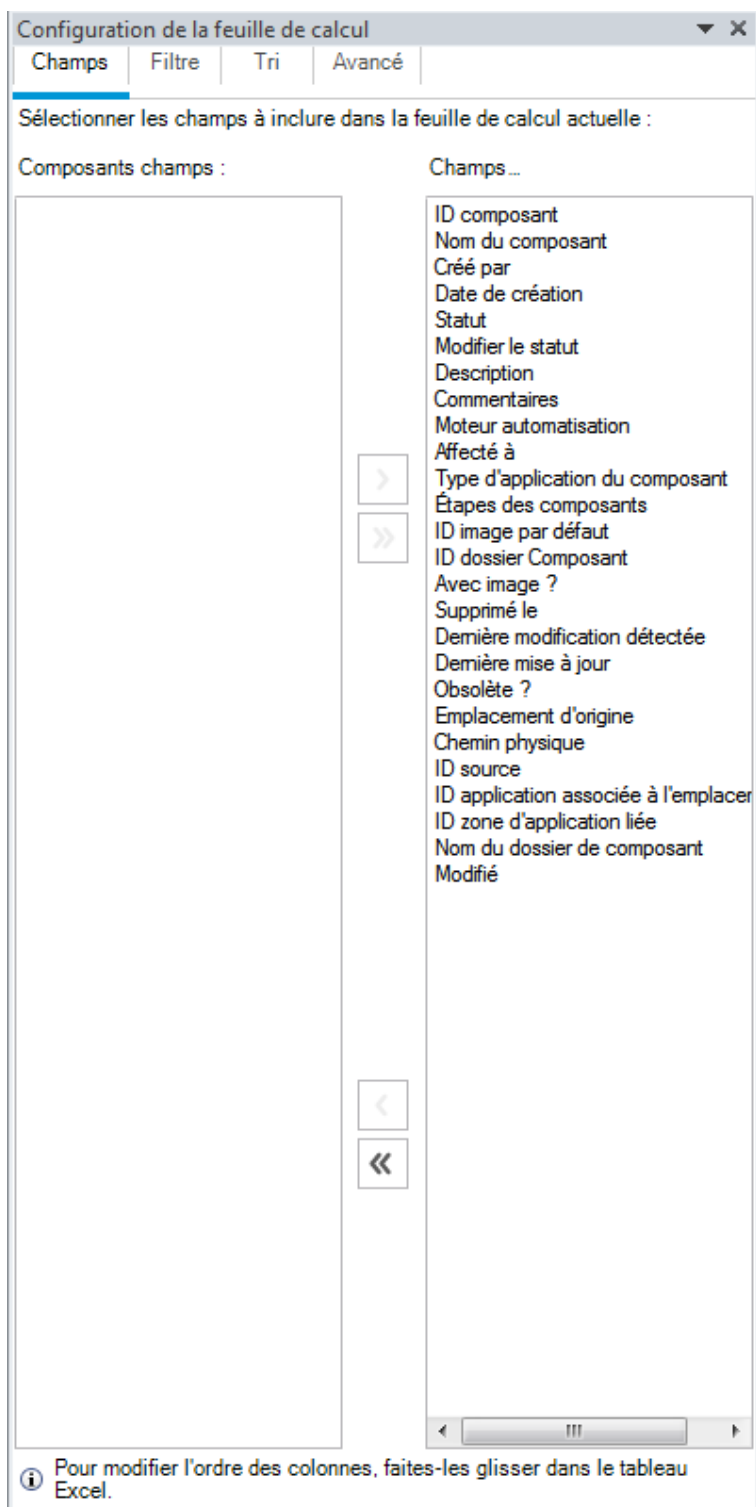 Configuration de la feuille de calcul
Champs Filtre Tri Avancé
Sélectionner les champs à inclure dans la feuille de calcul actuelle :
Composants champs : Champs...
ID composant
Nom du composant
Créé par
Date de création
Statut
Modifier le statut
Description
Commentaires
Moteur automatisation
Affecté à
Type d'application du composant
Étapes des composants
ID image par défaut
ID dossier Composant
Avec image ?
Supprimé le
Dernière modification détectée
Dernière mise à jour
Obsolète ?
Emplacement d'origine
Chemin physique
ID source
ID application associée à l'emplacer
ID zone d'application liée
Nom du dossier de composant
Modifié
Pour modifier l'ordre des colonnes, faites-les glisser dans le tableau
Excel.